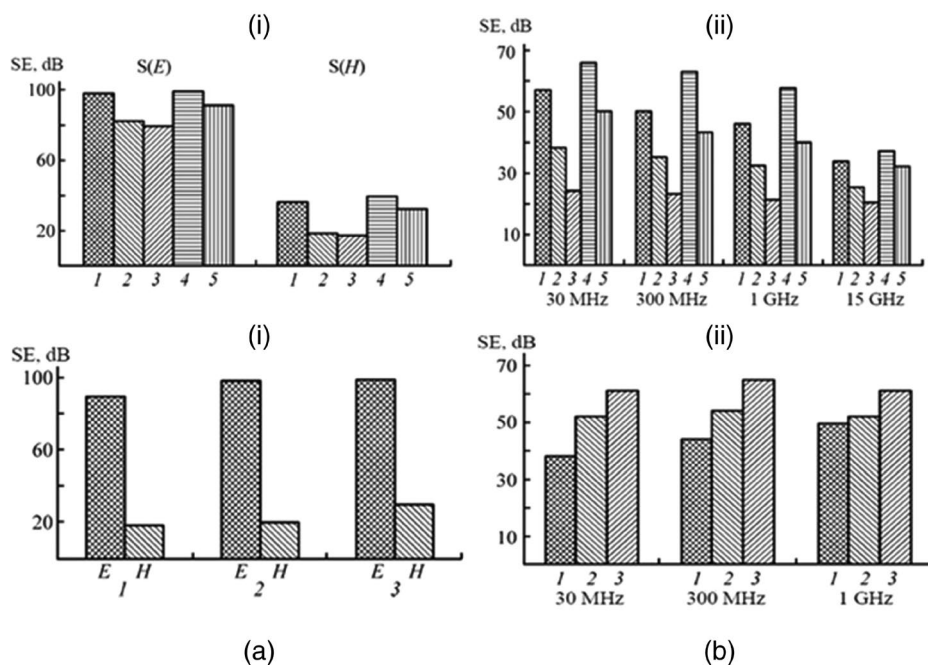 (i)
SE, dB
S(E)
S(H)
100
60
20
1 2 3 4 5
1 2 3 4 5
(ii)
SE, dB
70
50
30
10
1 2 3 4 5
1 2 3 4 5
1 2 3 4 5
1 2 3 4 5
30 MHz
300 MHz
1 GHz
15 GHz
(i)
SE, dB
100
60
20
E H
E H
E H
1
2
3
(ii)
SE, dB
70
50
30
10
1 2 3
1 2 3
1 2 3
30 MHz
300 MHz
1 GHz
(a)
(b)